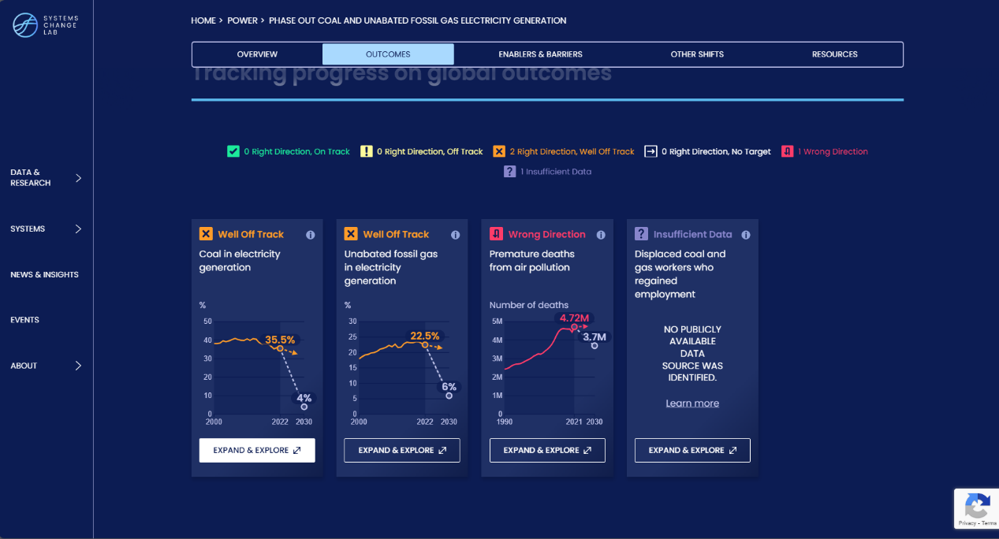 SYSTEMS
CHANGE
LAB
HOME > POWER > PHASE OUT COAL AND UNABATED FOSSIL GAS ELECTRICITY GENERATION
OVERVIEW OUTCOMES ENABLERS & BARRIERS OTHER SHIFTS RESOURCES
Tracking progress on global outcomes
0 Right Direction, On Track 0 Right Direction, Off Track 2 Right Direction, Well Off Track 0 Right Direction, No Target 1 Wrong Direction
1 Insufficient Data
DATA &
RESEARCH
SYSTEMS
NEWS & INSIGHTS
EVENTS
ABOUT
Well Off Track
Coal in electricity
generation
%
50
40
30
20
10
0
35.5%
4%
2000 2022 2030
EXPAND & EXPLORE
Well Off Track
Unabated fossil gas
in electricity
generation
%
30
25
20
15
10
5
0
22.5%
6%
2000 2022 2030
EXPAND & EXPLORE
Wrong Direction
Premature deaths
from air pollution
Number of deaths
5M
4M
3M
2M
1M
0
4.72M
3.7M
1990 2021 2030
EXPAND & EXPLORE
Insufficient Data
Displaced coal and
gas workers who
regained
employment
NO PUBLICLY
AVAILABLE
DATA
SOURCE WAS
IDENTIFIED.
Learn more
EXPAND & EXPLORE
Privacy - Terms